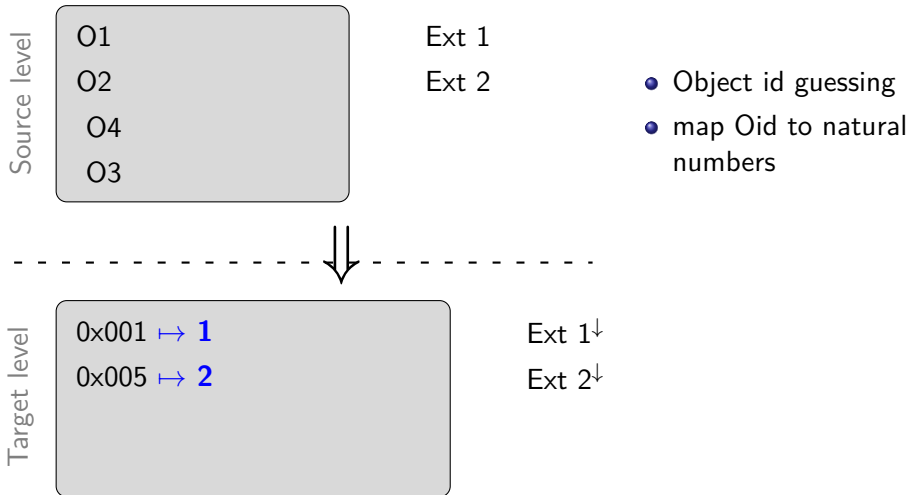 Source level
O1
O2
O4
O3
Ext 1
Ext 2
Object id guessing
map Oid to natural
numbers
Target level
0x001 ↦ 1
0x005 ↦ 2
Ext 1↓
Ext 2↓